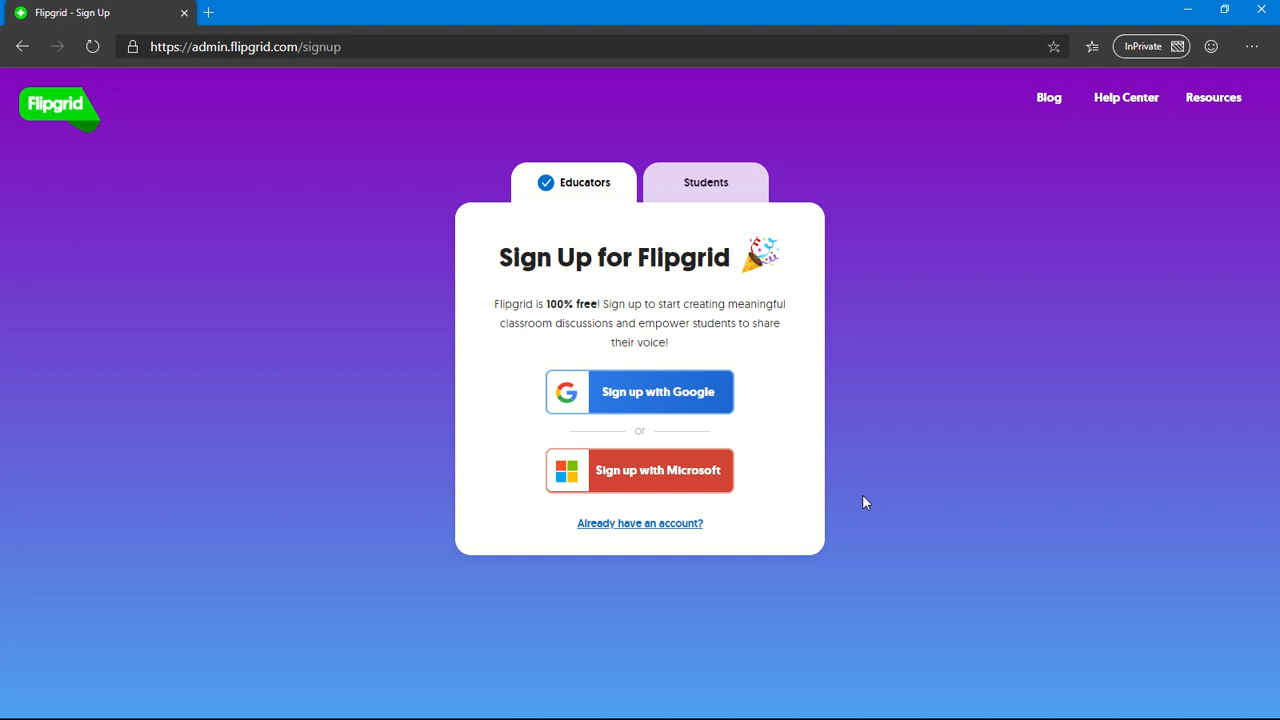 Flipgrid - Sign Up
https://admin.flipgrid.com/signup
InPrivate
Flipgrid
Blog
Help Center
Resources
Educators
Students
Sign Up for Flipgrid
Flipgrid is 100% free! Sign up to start creating meaningful
classroom discussions and empower students to share
their voice!
Sign up with Google
or
Sign up with Microsoft
Already have an account?